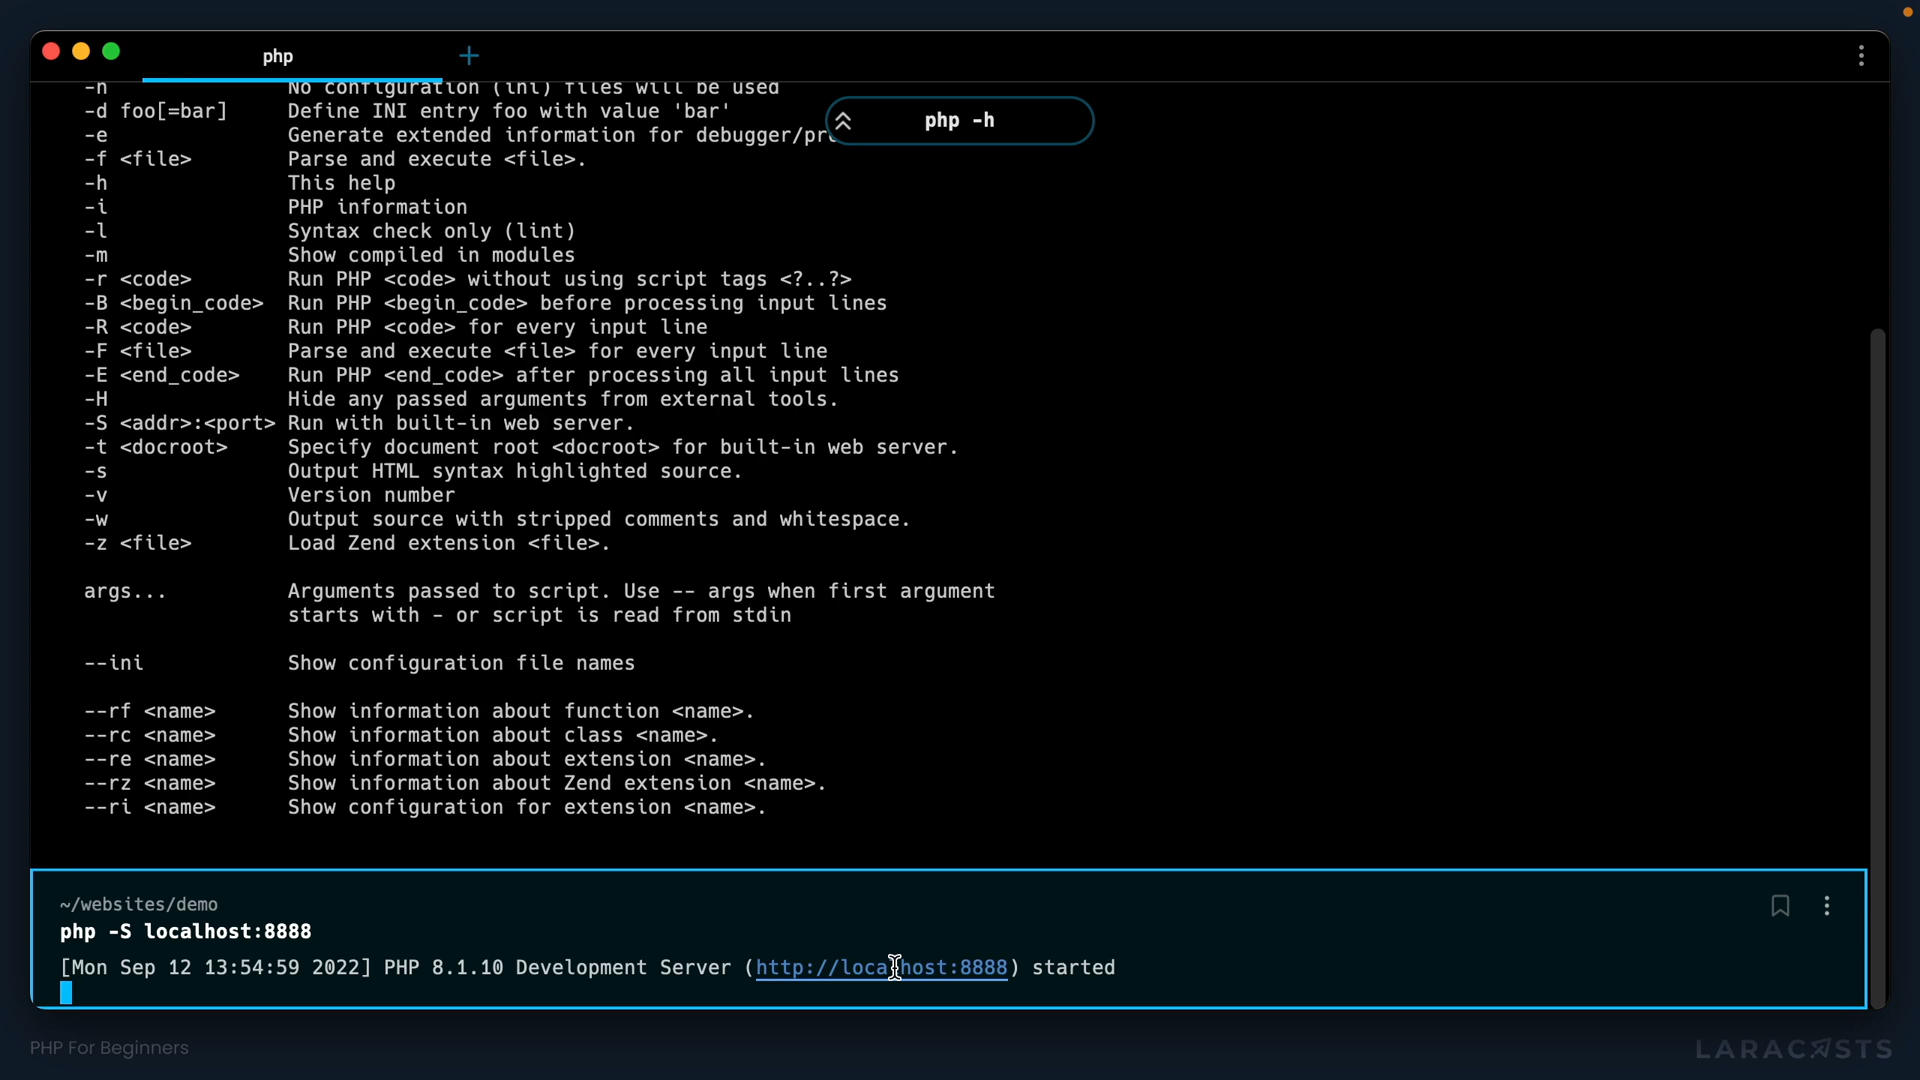 php
-n No configuration (ini) files will be used
-d foo[=bar] Define INI entry foo with value 'bar'
-e Generate extended information for debugger/pro
php -h
-f <file> Parse and execute <file>.
-h This help
-i PHP information
-l Syntax check only (lint)
-m Show compiled in modules
-r <code> Run PHP <code> without using script tags <?..?>
-B <begin_code> Run PHP <begin_code> before processing input lines
-R <code> Run PHP <code> for every input line
-F <file> Parse and execute <file> for every input line
-E <end_code> Run PHP <end_code> after processing all input lines
-H Hide any passed arguments from external tools.
-S <addr>:<port> Run with built-in web server.
-t <docroot> Specify document root <docroot> for built-in web server.
-s Output HTML syntax highlighted source.
-v Version number
-w Output source with stripped comments and whitespace.
-z <file> Load Zend extension <file>.
args... Arguments passed to script. Use -- args when first argument
starts with - or script is read from stdin
--ini Show configuration file names
--rf <name> Show information about function <name>.
--rc <name> Show information about class <name>.
--re <name> Show information about extension <name>.
--rz <name> Show information about Zend extension <name>.
--ri <name> Show configuration for extension <name>.
~/websites/demo
php -S localhost:8888
[Mon Sep 12 13:54:59 2022] PHP 8.1.10 Development Server (http://localhost:8888) started
PHP For Beginners
LARACASTS